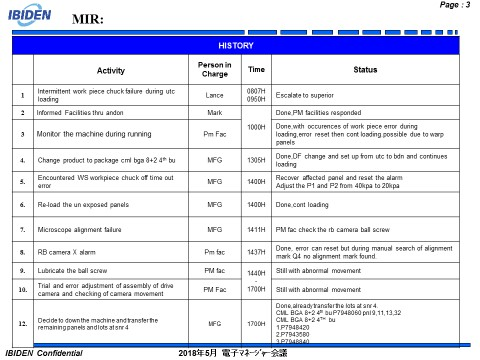 Page : 3
IBIDEN
MIR:
HISTORY
Activity
Person in
Charge
Time
Status
1
Intermittent work piece chuck failure during utc
loading
Lance
0807H
0950H
Escalate to superior
2
Informed Facilities thru andon
Mark
Done,PM facilities responded
3
Monitor the machine during running
Pm Fac
1000H
Done,with occurences of work piece error during
loading,error reset then cont loading.possible due to warp
panels
4.
Change product to package cml bga 8+2 4th bu
MFG
1305H
Done,DF change and set up from utc to bdn and continues
loading
5.
Encountered WS workpiece chuck off time out
error
MFG
1400H
Recover affected panel and reset the alarm
Adjust the P1 and P2 from 40kpa to 20kpa
6.
Re-load the un exposed panels
MFG
1400H
Done,cont loading
7.
Microscope alignment failure
MFG
1411H
PM fac check the rb camera ball screw
8.
RB camera X alarm
Pm fac
1437H
Done, error can reset but during manual search of alignment
mark Q4 no alignment mark found.
9.
Lubricate the ball screw
PM fac
1440H
-
1700H
Still with abnormal movement
10.
Trial and error adjustment of assembly of drive
camera and checking of camera movement
PM Fac
Still with abnormal movement
12.
Decide to down the machine and transfer the
remaining panels and lots at snr 4
MFG
1700H
Done,already transfer the lots at snr 4.
CML BGA 8+2 4th bu P7948060 pnl 9,11,13,32
CML BGA 8+2 4TH bu
1.P7948420
2.P7943580
3.P7948840
IBIDEN Confidential
2018年5月 電子マネージャー会議